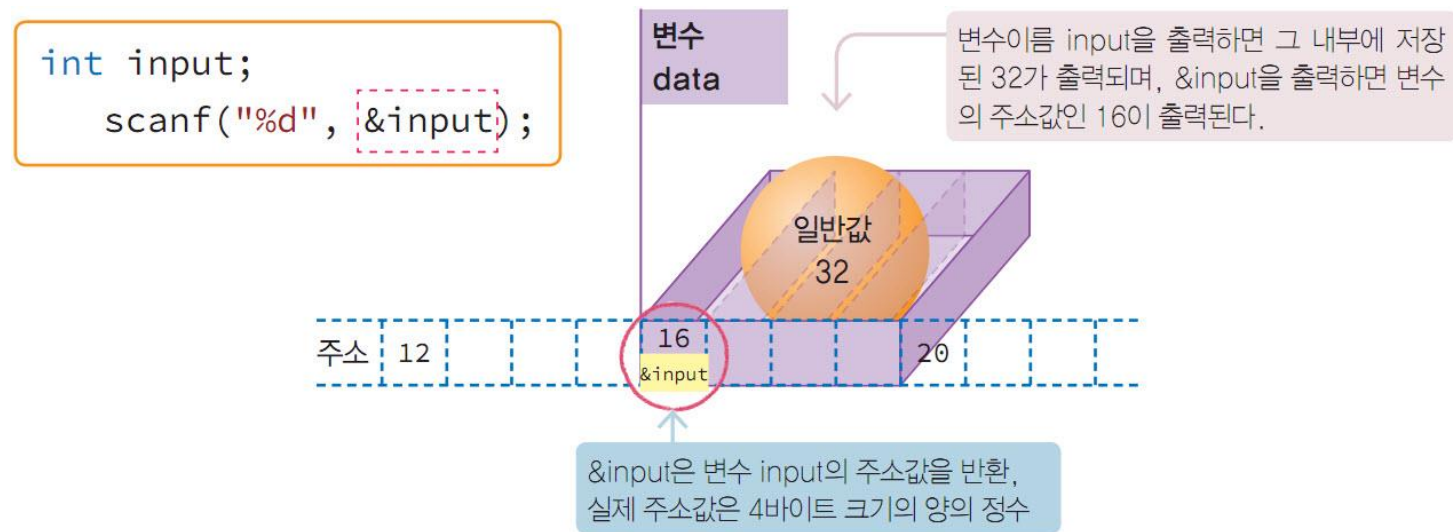 int input;
scanf("%d", &input);
변수
data
변수이름 input을 출력하면 그 내부에 저장
된 32가 출력되며, &input을 출력하면 변수
의 주소값인 16이 출력된다.
일반값
32
주소 12 16 20
&input
&input은 변수 input의 주소값을 반환,
실제 주소값은 4바이트 크기의 양의 정수